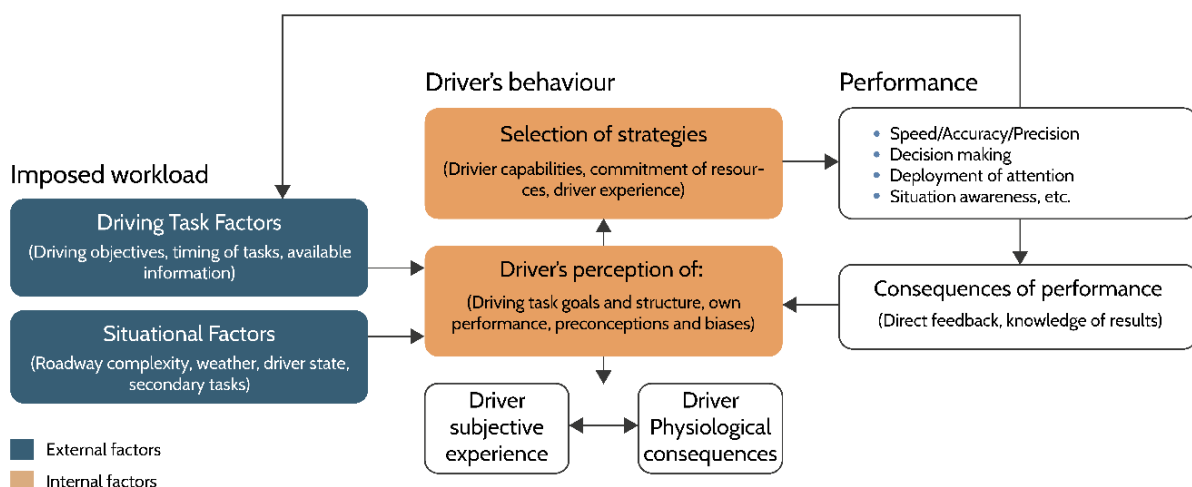 Driver's behaviour
Performance
Selection of strategies
(Drivier capabilities, commitment of resour-
ces, driver experience)
• Speed/Accuracy/Precision
• Decision making
• Deployment of attention
• Situation awareness, etc.
Imposed workload
Driving Task Factors
(Driving objectives, timing of tasks, available
information)
Driver's perception of:
(Driving task goals and structure, own
performance, preconceptions and biases)
Consequences of performance
(Direct feedback, knowledge of results)
Situational Factors
(Roadway complexity, weather, driver state,
secondary tasks)
Driver
subjective
experience
Driver
Physiological
consequences
External factors
Internal factors